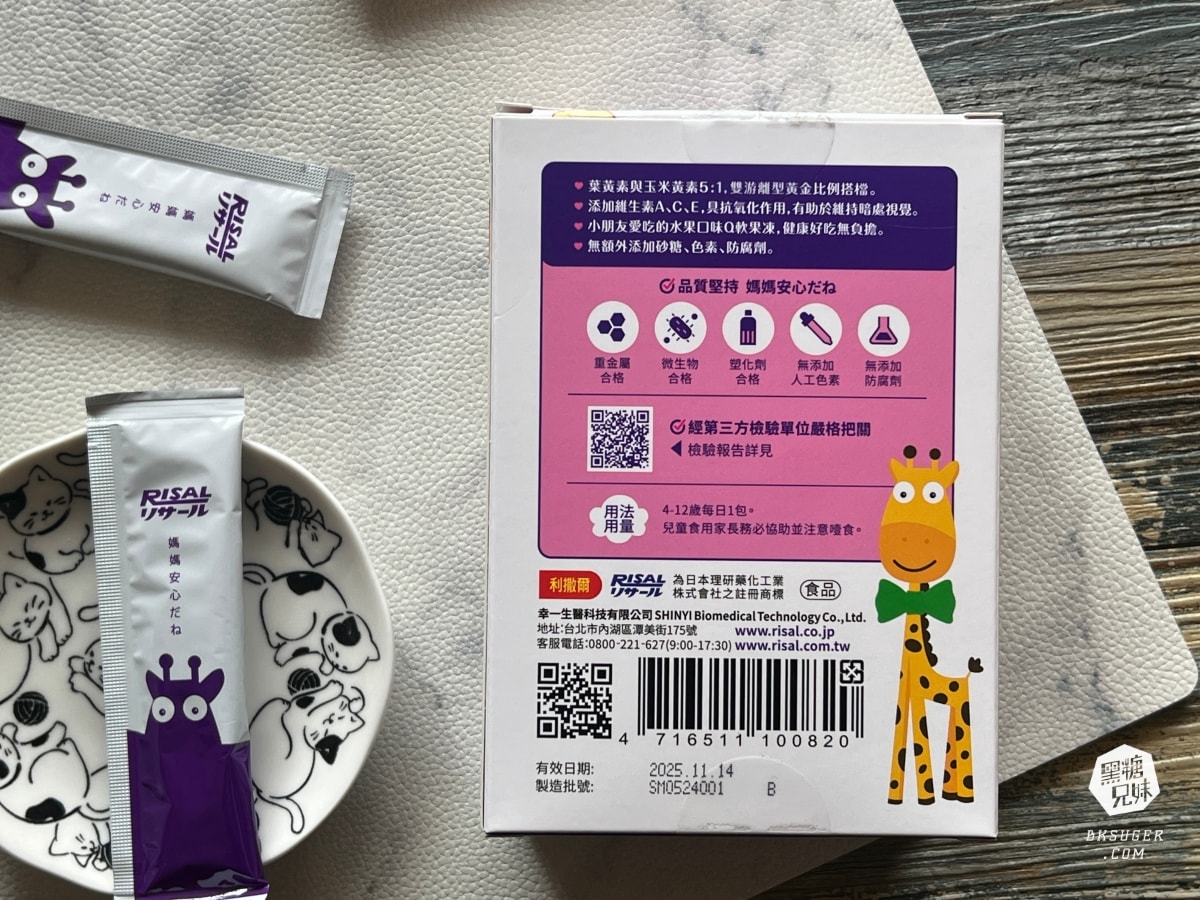 RISAL
リサール
媽媽安心だね
RISAL
リサール
媽媽安心だね
葉黃素與玉米黃素5:1,雙游離型黃金比例搭檔。
添加維生素A、C、E,具抗氧化作用,有助於維持暗處視覺。
小朋友愛吃的水果口味Q軟果凍,健康好吃無負擔。
無額外添加砂糖、色素、防腐劑。
品質堅持 媽媽安心だね
重金屬
合格
微生物
合格
塑化劑
合格
無添加
人工色素
無添加
防腐劑
經第三方檢驗單位嚴格把關
檢驗報告詳見
用法
用量
4-12歲每日1包。
兒童食用家長務必協助並注意噎食。
利撒爾 RISAL リサール 為日本理研藥化工業 食品
株式會社之註冊商標
幸一生醫科技有限公司 SHINYI Biomedical Technology Co., Ltd.
地址:台北市內湖區潭美街175號 www.risal.co.jp
客服電話:0800-221-627(9:00-17:30) www.risal.com.tw
4 716511 100820
有效日期: 2025.11.14
製造批號: SM0524001 B
黑糖
兄妹
BKSUGER
.COM